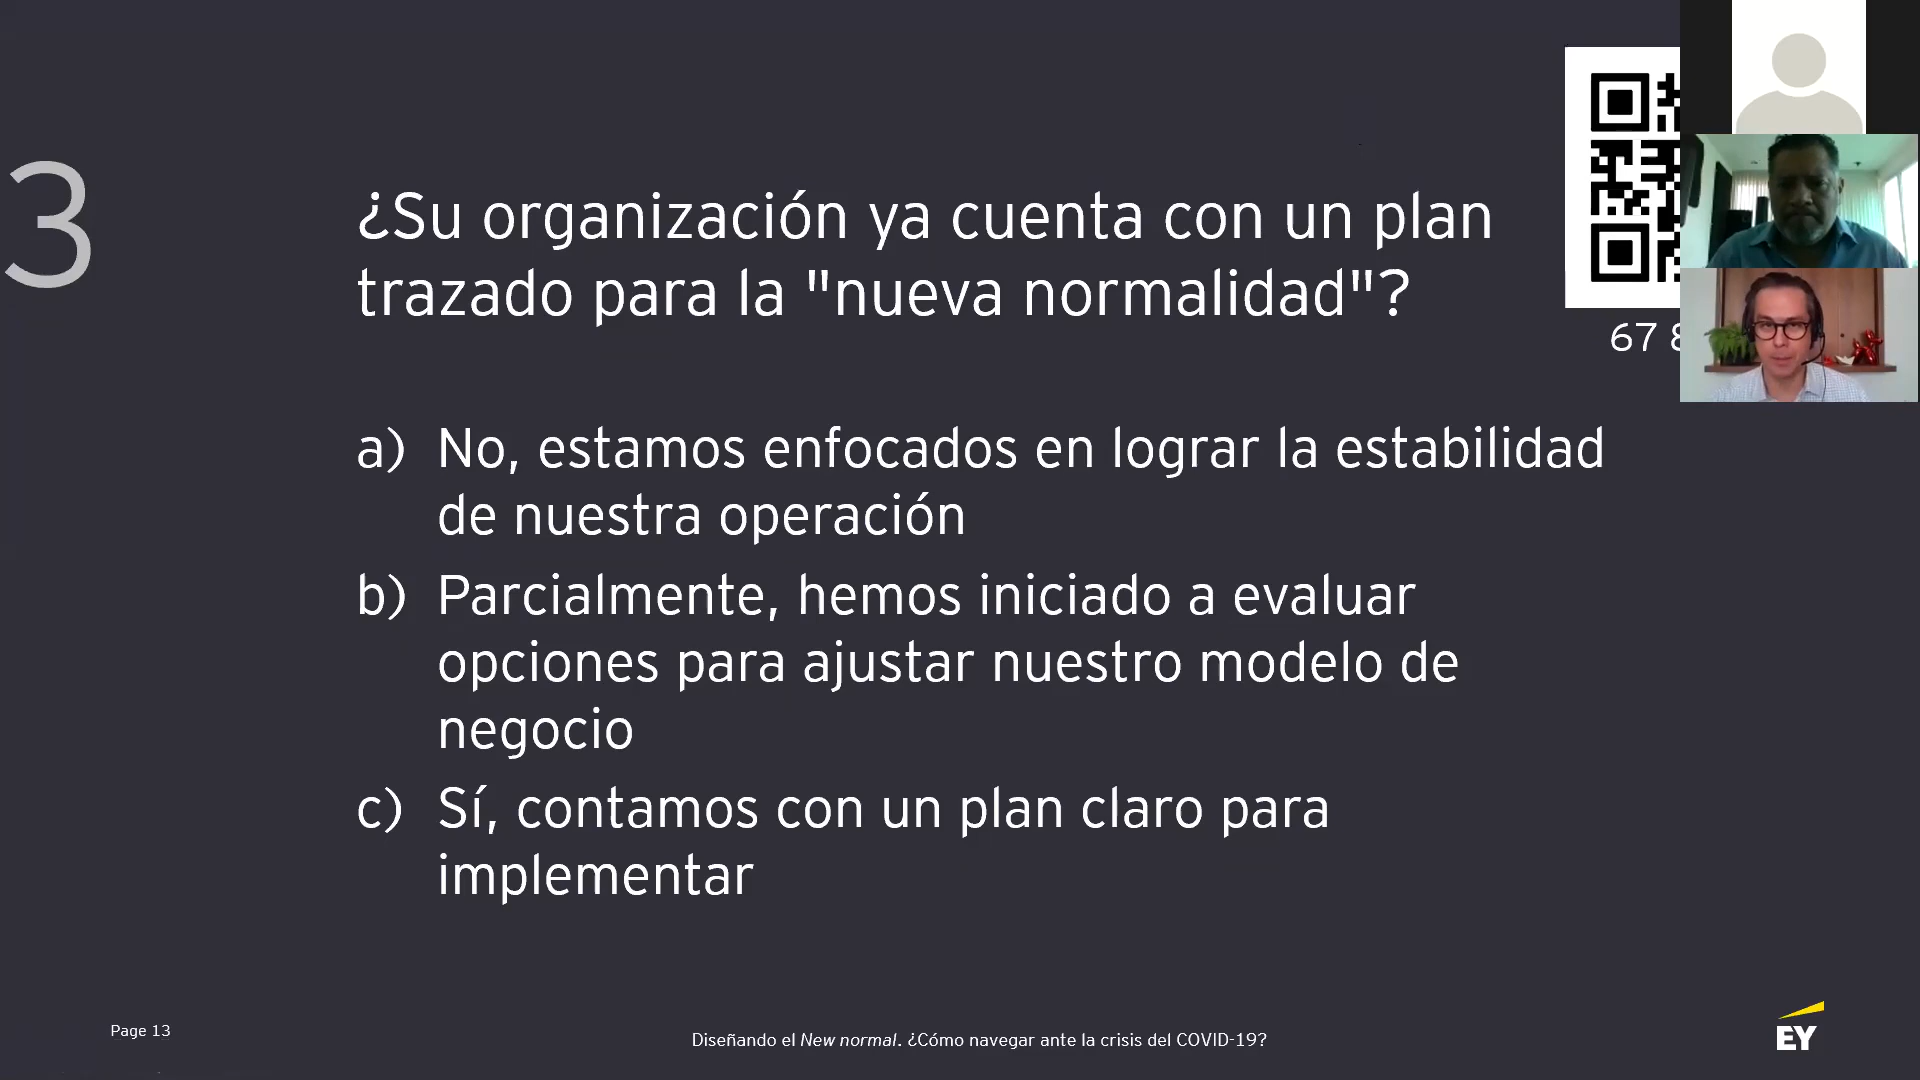 3
¿Su organización ya cuenta con un plan
trazado para la "nueva normalidad"?
67
a) No, estamos enfocados en lograr la estabilidad
de nuestra operación
b) Parcialmente, hemos iniciado a evaluar
opciones para ajustar nuestro modelo de
negocio
c) Sí, contamos con un plan claro para
implementar
Page 13
Diseñando el New normal. ¿Cómo navegar ante la crisis del COVID-19?
EY